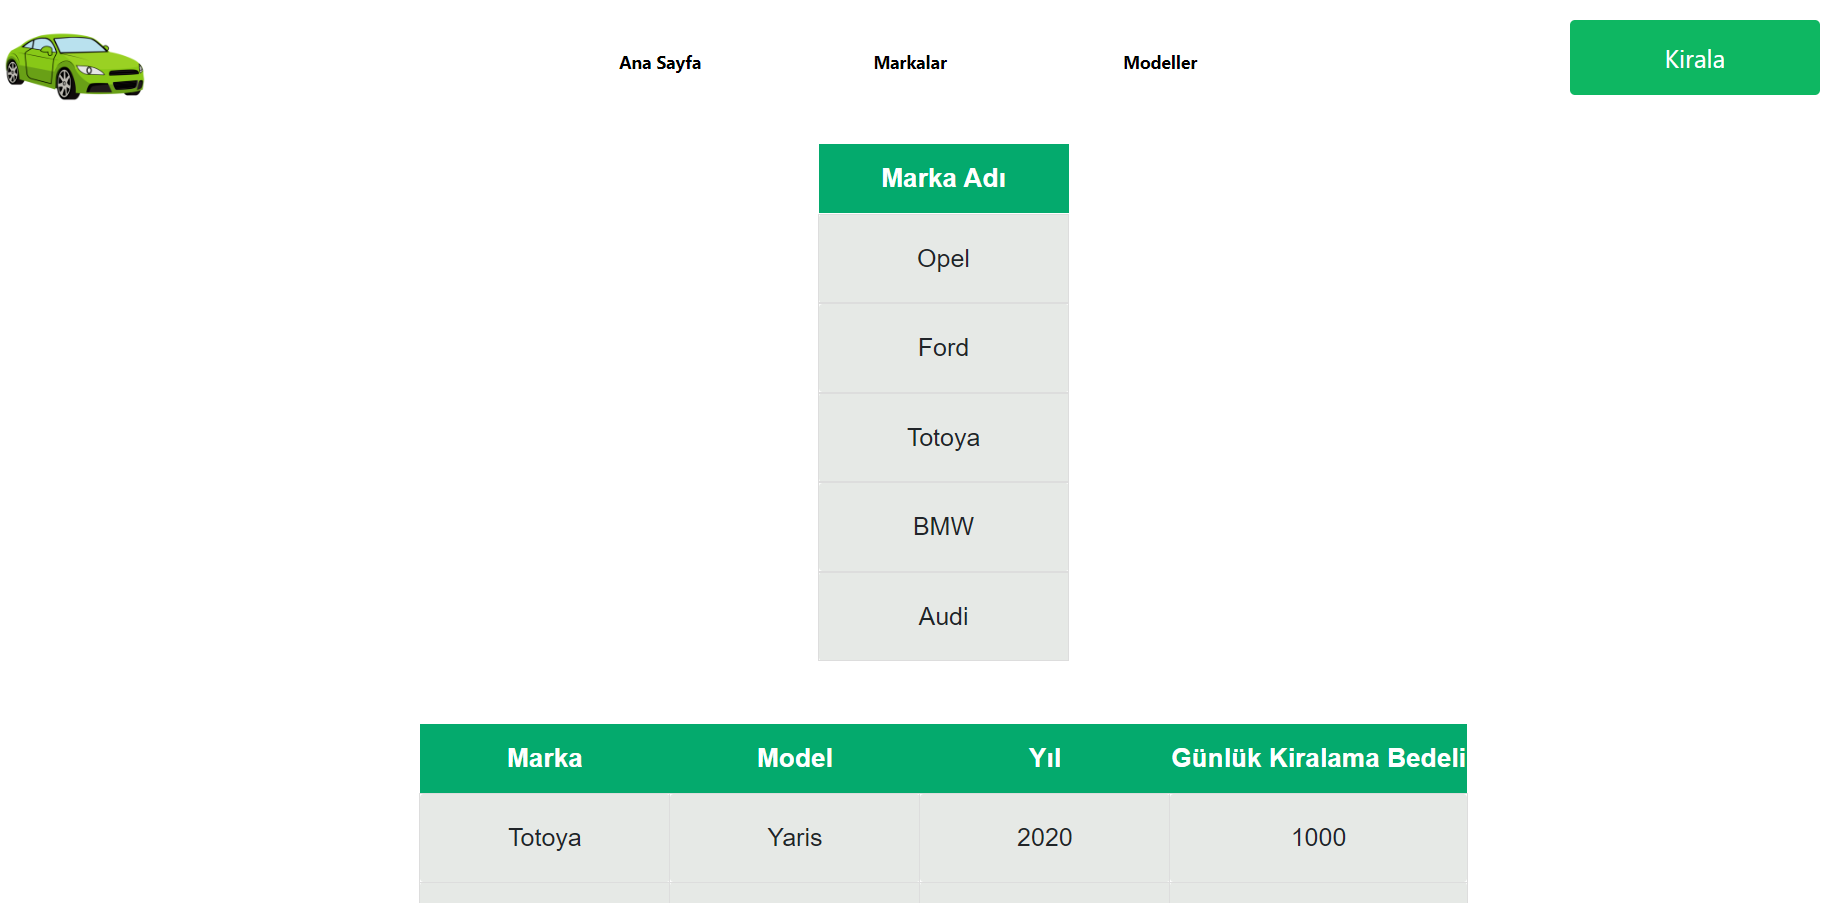 Ana Sayfa Markalar Modeller Kirala
Marka Adı
Opel
Ford
Totoya
BMW
Audi
Marka Model Yıl Günlük Kiralama Bedeli
Totoya Yaris 2020 1000